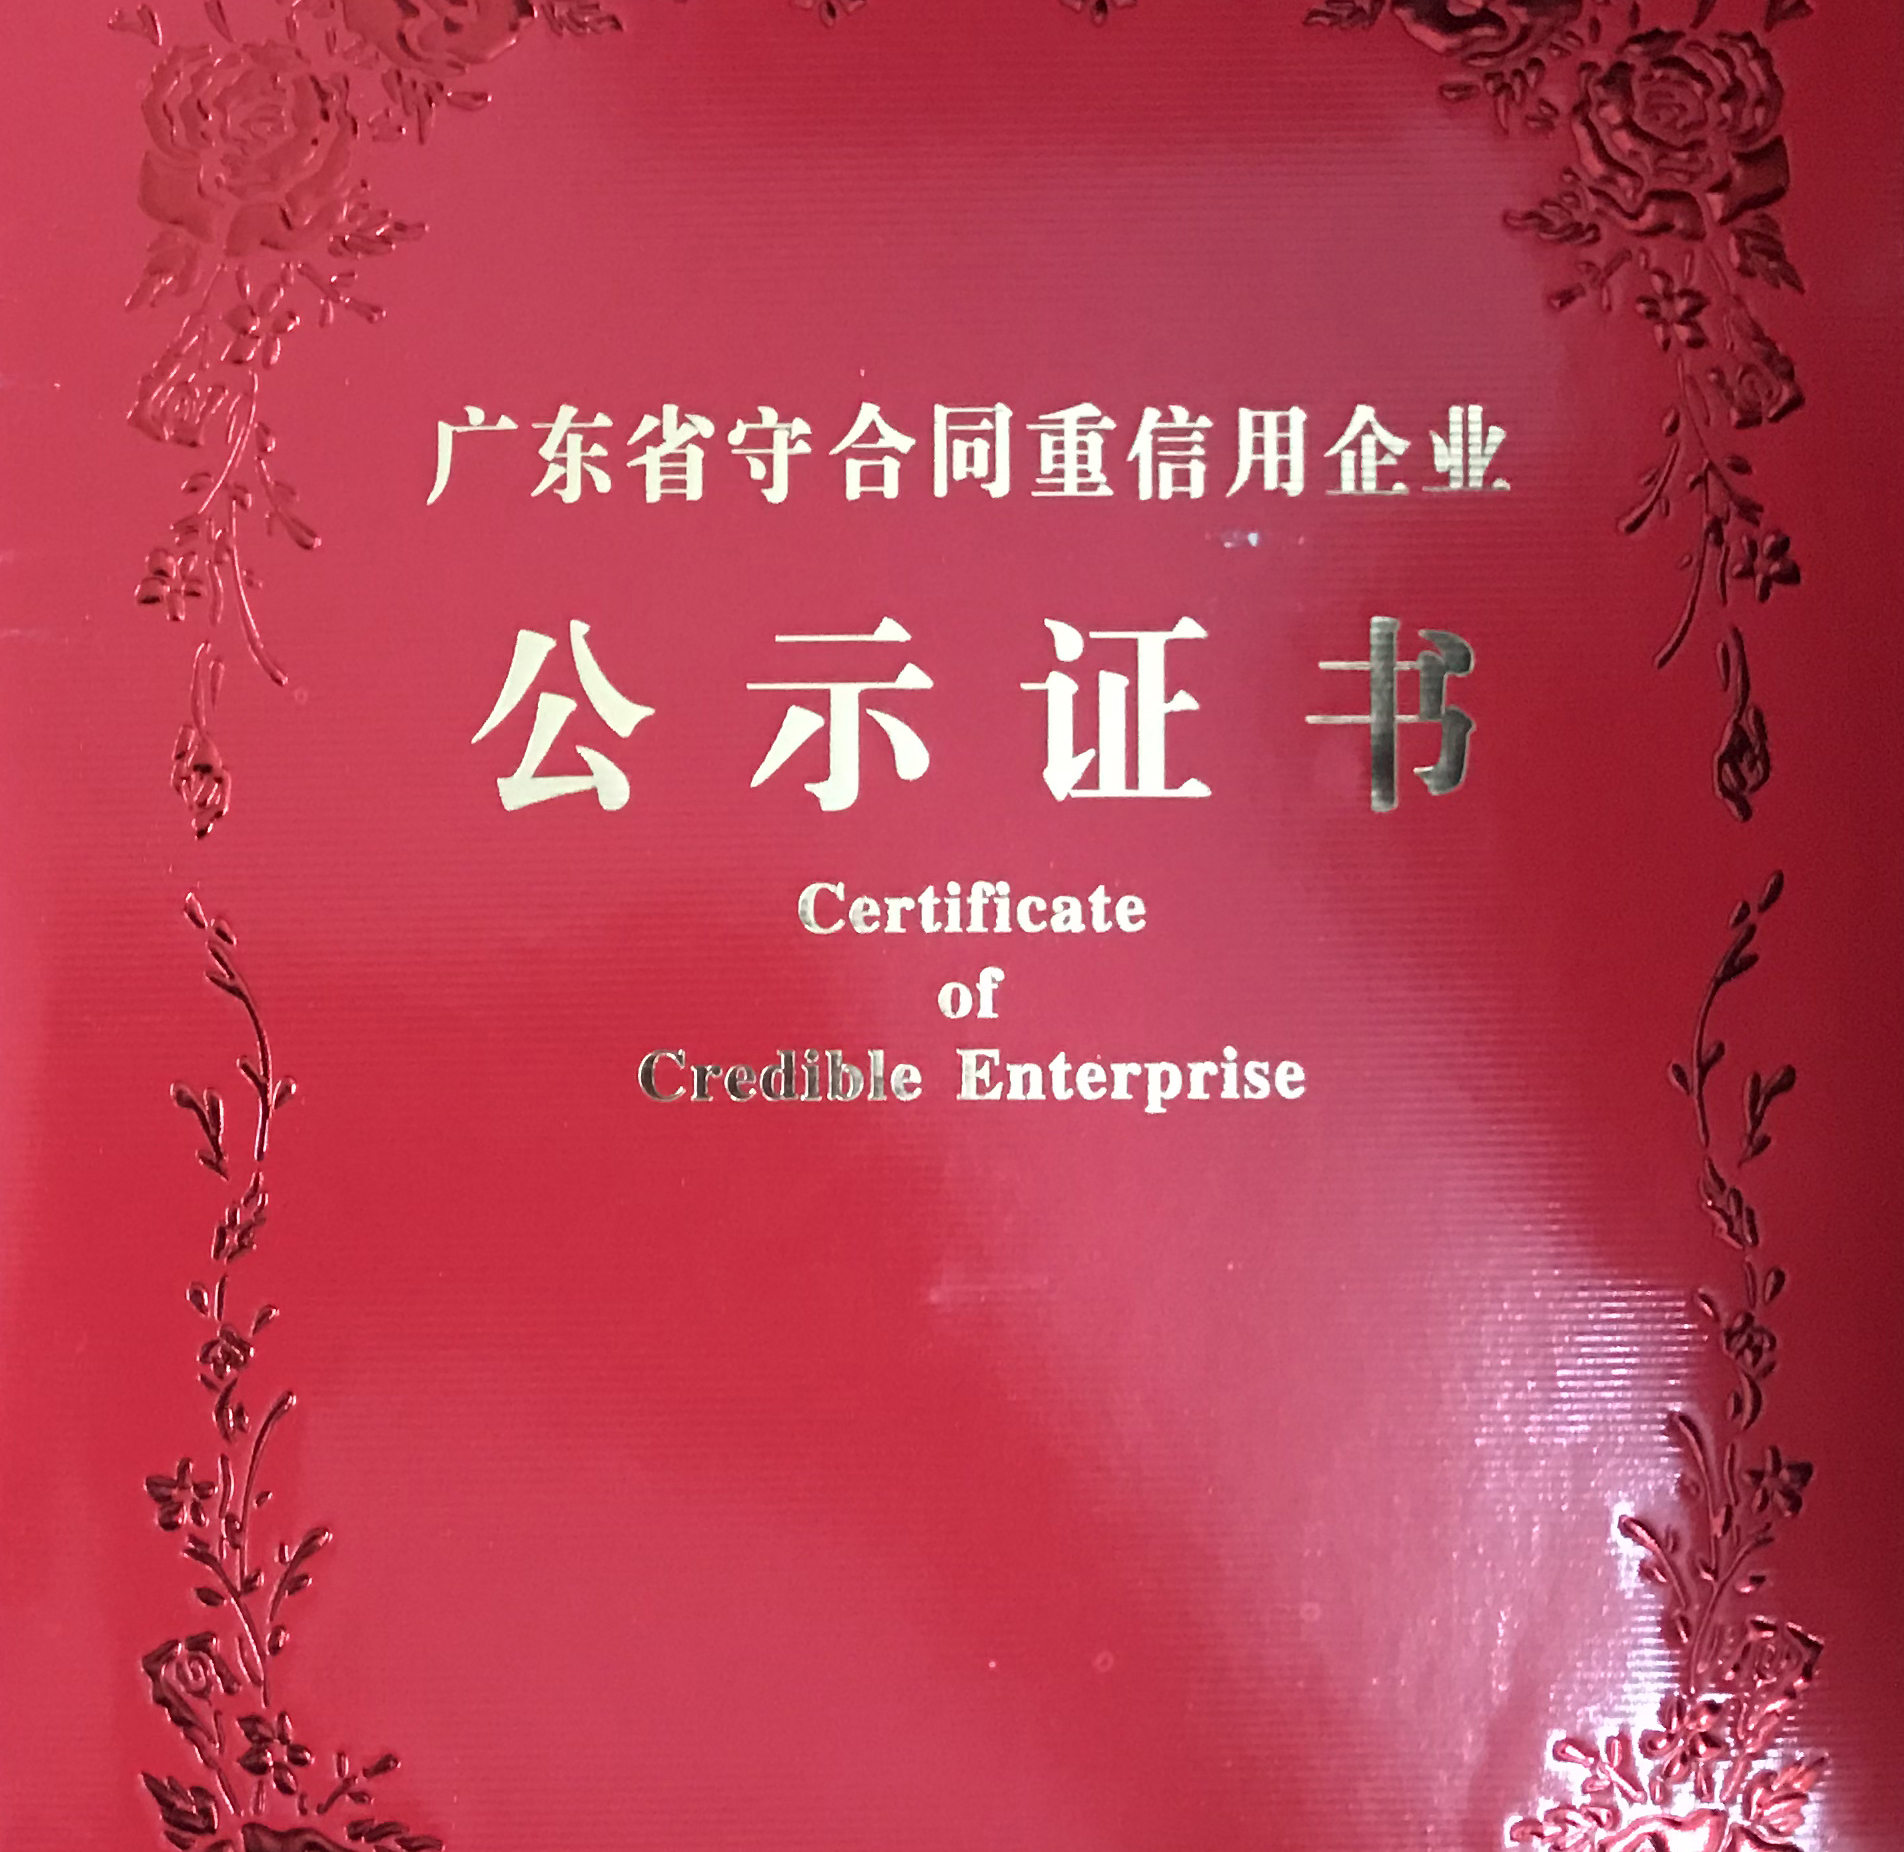 广东省守合同重信用企业
公示证书
Certificate
of
Credible Enterprise